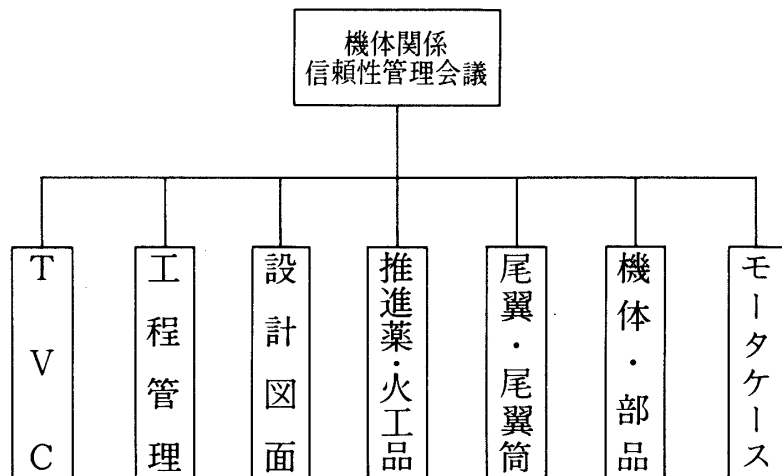 機体関係
信頼性管理会議
TVC
工程管理
設計図面
推進薬・火工品
尾翼・尾翼筒
機体・部品
モータケース